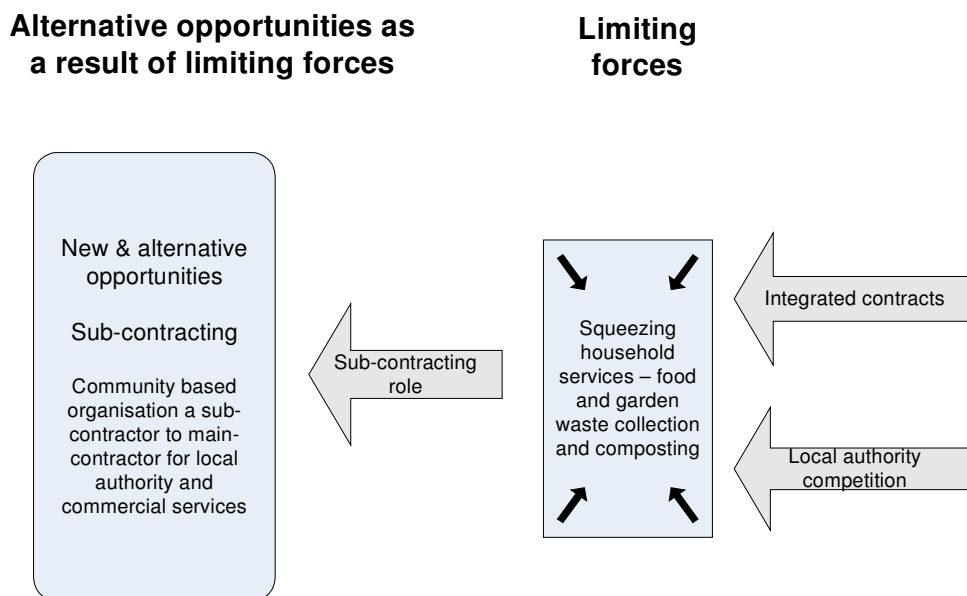 Alternative opportunities as
a result of limiting forces
Limiting
forces
New & alternative
opportunities
Sub-contracting
Community based
organisation a sub-
contractor to main-
contractor for local
authority and
commercial services
Sub-contracting
role
Squeezing
household
services – food
and garden
waste collection
and composting
Integrated contracts
Local authority
competition